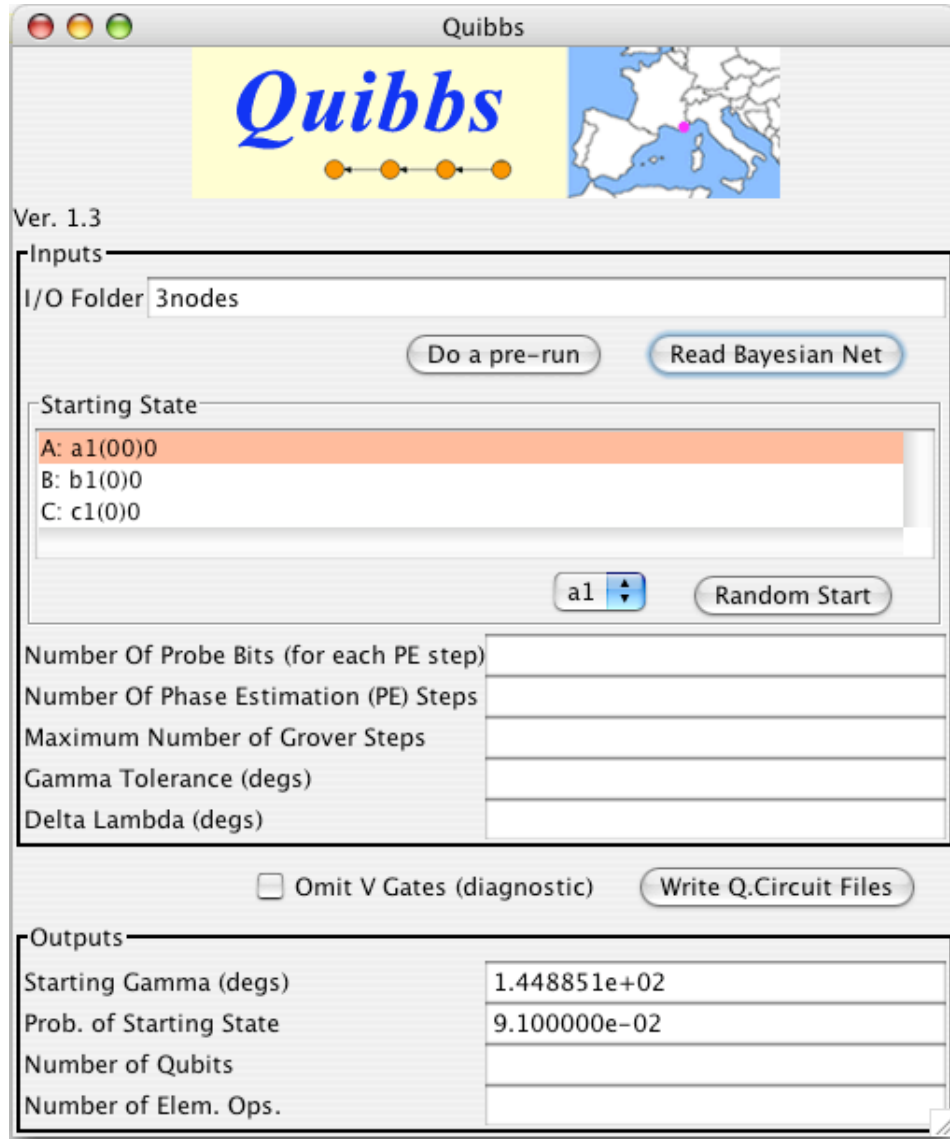 Quibbs
Quibbs
Ver. 1.3
Inputs
I/O Folder 3nodes
Do a pre-run Read Bayesian Net
Starting State
A: a1(00)0
B: b1(0)0
C: c1(0)0
a1 Random Start
Number Of Probe Bits (for each PE step)
Number Of Phase Estimation (PE) Steps
Maximum Number of Grover Steps
Gamma Tolerance (degs)
Delta Lambda (degs)
Omit V Gates (diagnostic) Write Q.Circuit Files
Outputs
Starting Gamma (degs) 1.448851e+02
Prob. of Starting State 9.100000e-02
Number of Qubits
Number of Elem. Ops.